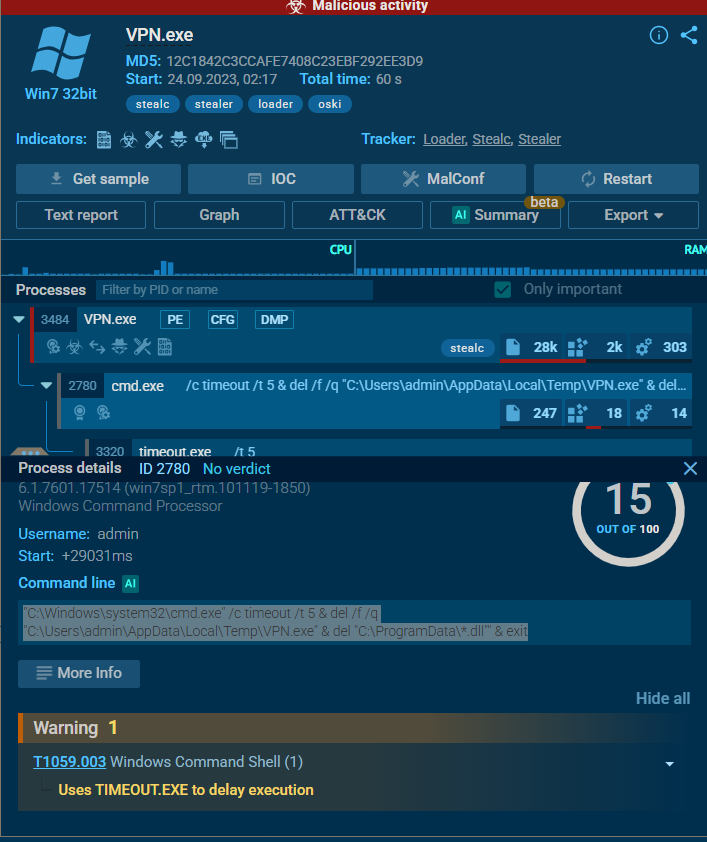 Malicious activity
VPN.exe
MD5: 12C1842C3CCAFE7408C23EBF292EE3D9
Start: 24.09.2023, 02:17 Total time: 60 s
Win7 32bit
stealc stealer loader oski
Indicators: Tracker: Loader, Stealc, Stealer
Get sample IOC MalConf Restart
beta
Text report Graph ATT&CK AI Summary Export
CPU RAM
Processes Filter by PID or name Only important
3484 VPN.exe PE CFG DMP
stealc 28k 2k 303
2780 cmd.exe /c timeout /t 5 & del /f /q "C:\Users\admin\AppData\Local\Temp\VPN.exe" & del...
247 18 14
3320 timeout.exe /t 5
Process details ID 2780 No verdict
6.1.7601.17514 (win7sp1_rtm.101119-1850)
Windows Command Processor
15
OUT OF 100
Username: admin
Start: +29031ms
Command line AI
"C:\Windows\system32\cmd.exe" /c timeout /t 5 & del /f /q
"C:\Users\admin\AppData\Local\Temp\VPN.exe" & del "C:\ProgramData\*.dll"" & exit
More Info
Hide all
Warning 1
T1059.003 Windows Command Shell (1)
Uses TIMEOUT.EXE to delay execution